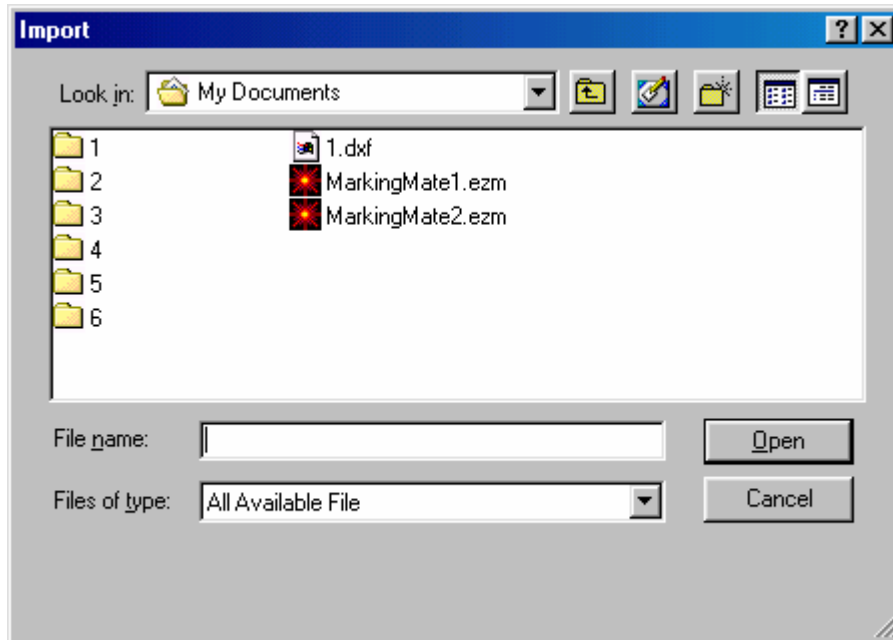 Import
Look in: My Documents
1
2
3
4
5
6
1.dxf
MarkingMate1.ezm
MarkingMate2.ezm
File name:
Open
Files of type: All Available File
Cancel